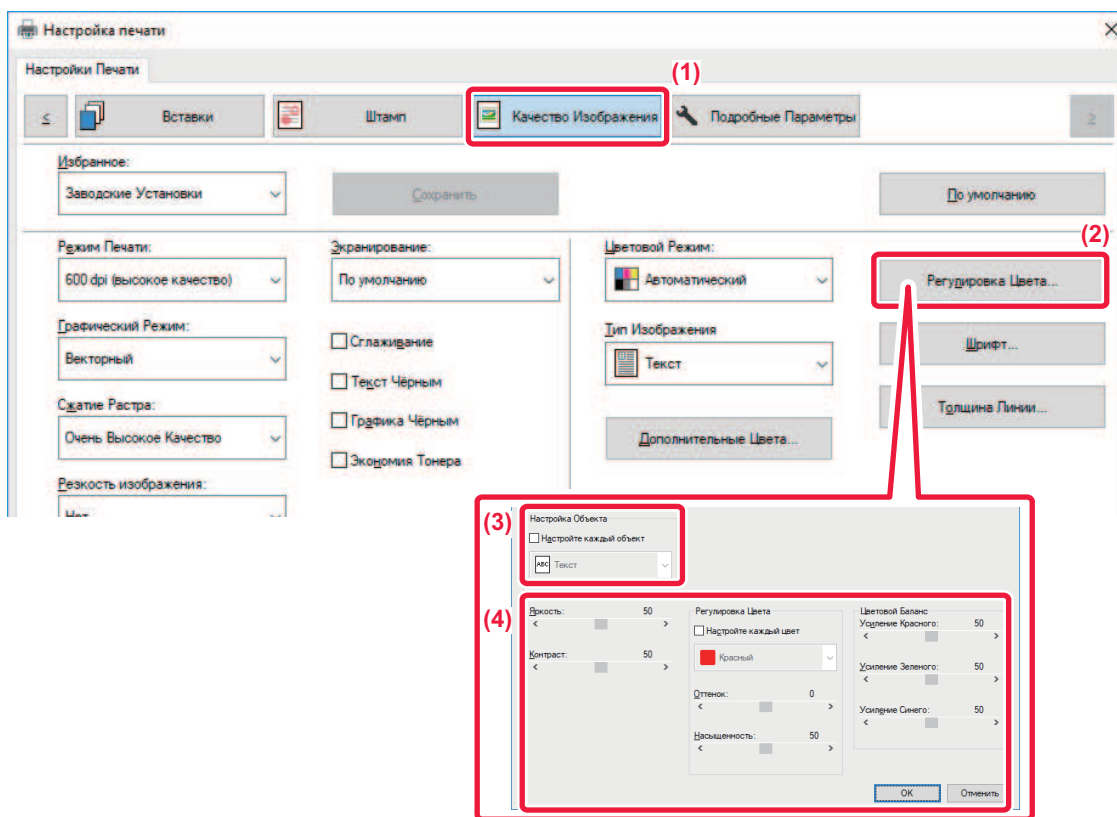 Настройка печати
Настройки Печати
(1)
≤ Вставки Штамп Качество Изображения Подробные Параметры ≥
Избранное:
Заводские Установки Сохранить По умолчанию
(2)
Режим Печати: Экранирование: Цветовой Режим:
600 dpi (высокое качество) По умолчанию Автоматический Регулировка Цвета...
Графический Режим: Сглаживание Тип Изображения
Векторный Текст Шрифт...
Текст Чёрным
Сжатие Растра: Графика Чёрным Толщина Линии...
Очень Высокое Качество Дополнительные Цвета...
Экономия Тонера
Резкость изображения:
Нет
(3) Настройка Объекта
Настройте каждый объект
ABC Текст
(4) Яркость: 50 Регулировка Цвета Цветовой Баланс
Настройте каждый цвет Усиление Красного: 50
Контраст: 50 Красный Усиление Зеленого: 50
Оттенок: 0 Усиление Синего: 50
Насыщенность: 50
OK Отменить